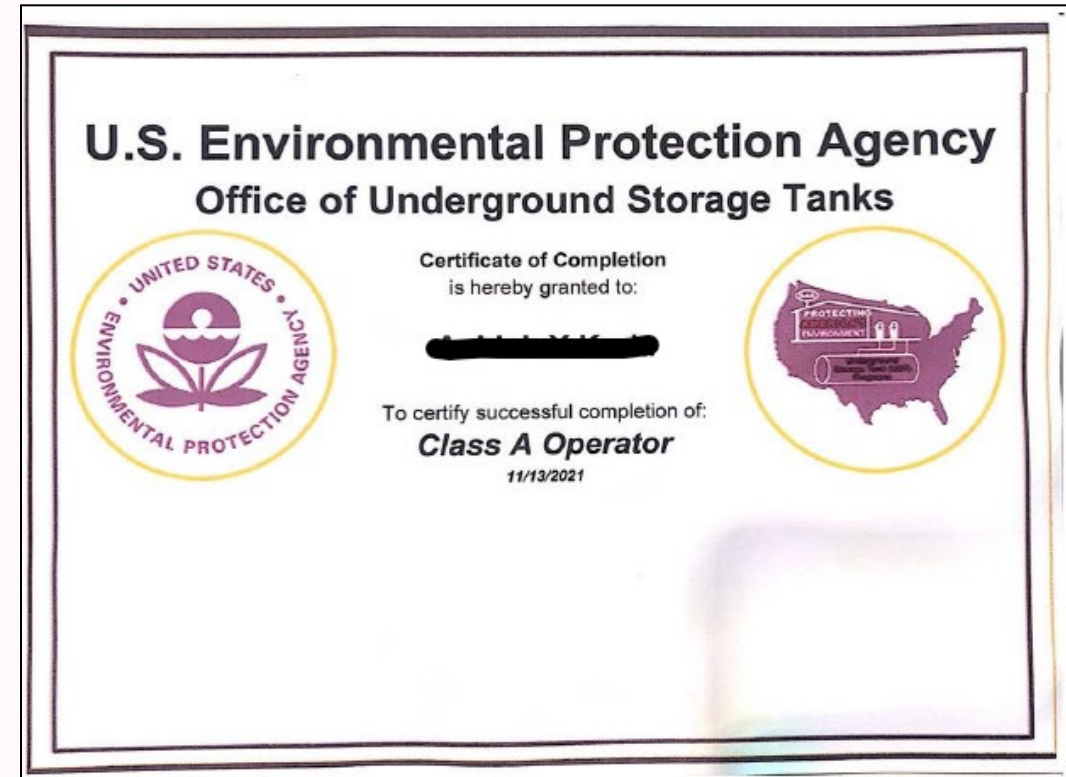 U.S. Environmental Protection Agency
Office of Underground Storage Tanks
UNITED STATES • ENVIRONMENTAL PROTECTION AGENCY •
Certificate of Completion
is hereby granted to:
To certify successful completion of:
Class A Operator
11/13/2021
PROTECTING
ENVIRONMENT
Underground